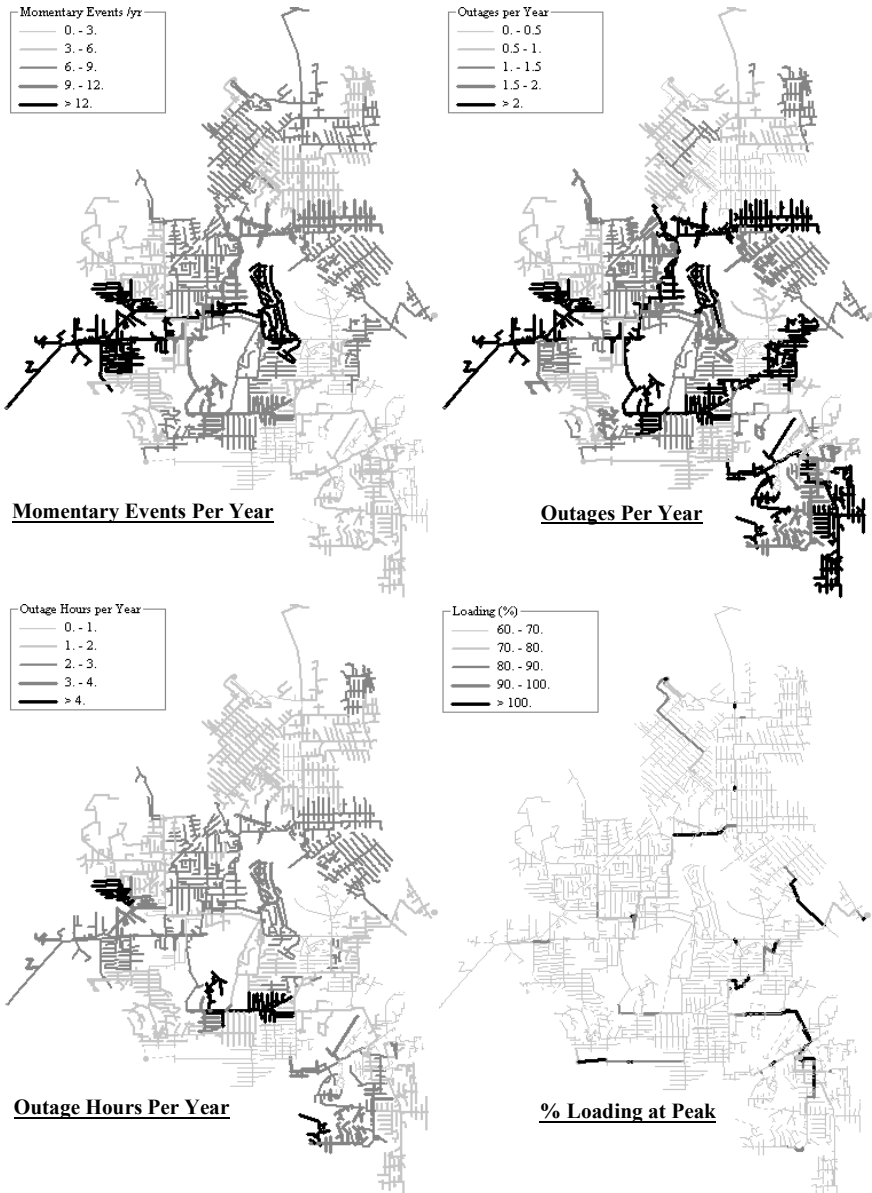 Momentary Events /yr
0. - 3.
3. - 6.
6. - 9.
9. - 12.
> 12.
Momentary Events Per Year
Outages per Year
0. - 0.5
0.5 - 1.
1. - 1.5
1.5 - 2.
> 2.
Outages Per Year
Outage Hours per Year
0. - 1.
1. - 2.
2. - 3.
3. - 4.
> 4.
Outage Hours Per Year
Loading (%)
60. - 70.
70. - 80.
80. - 90.
90. - 100.
> 100.
% Loading at Peak